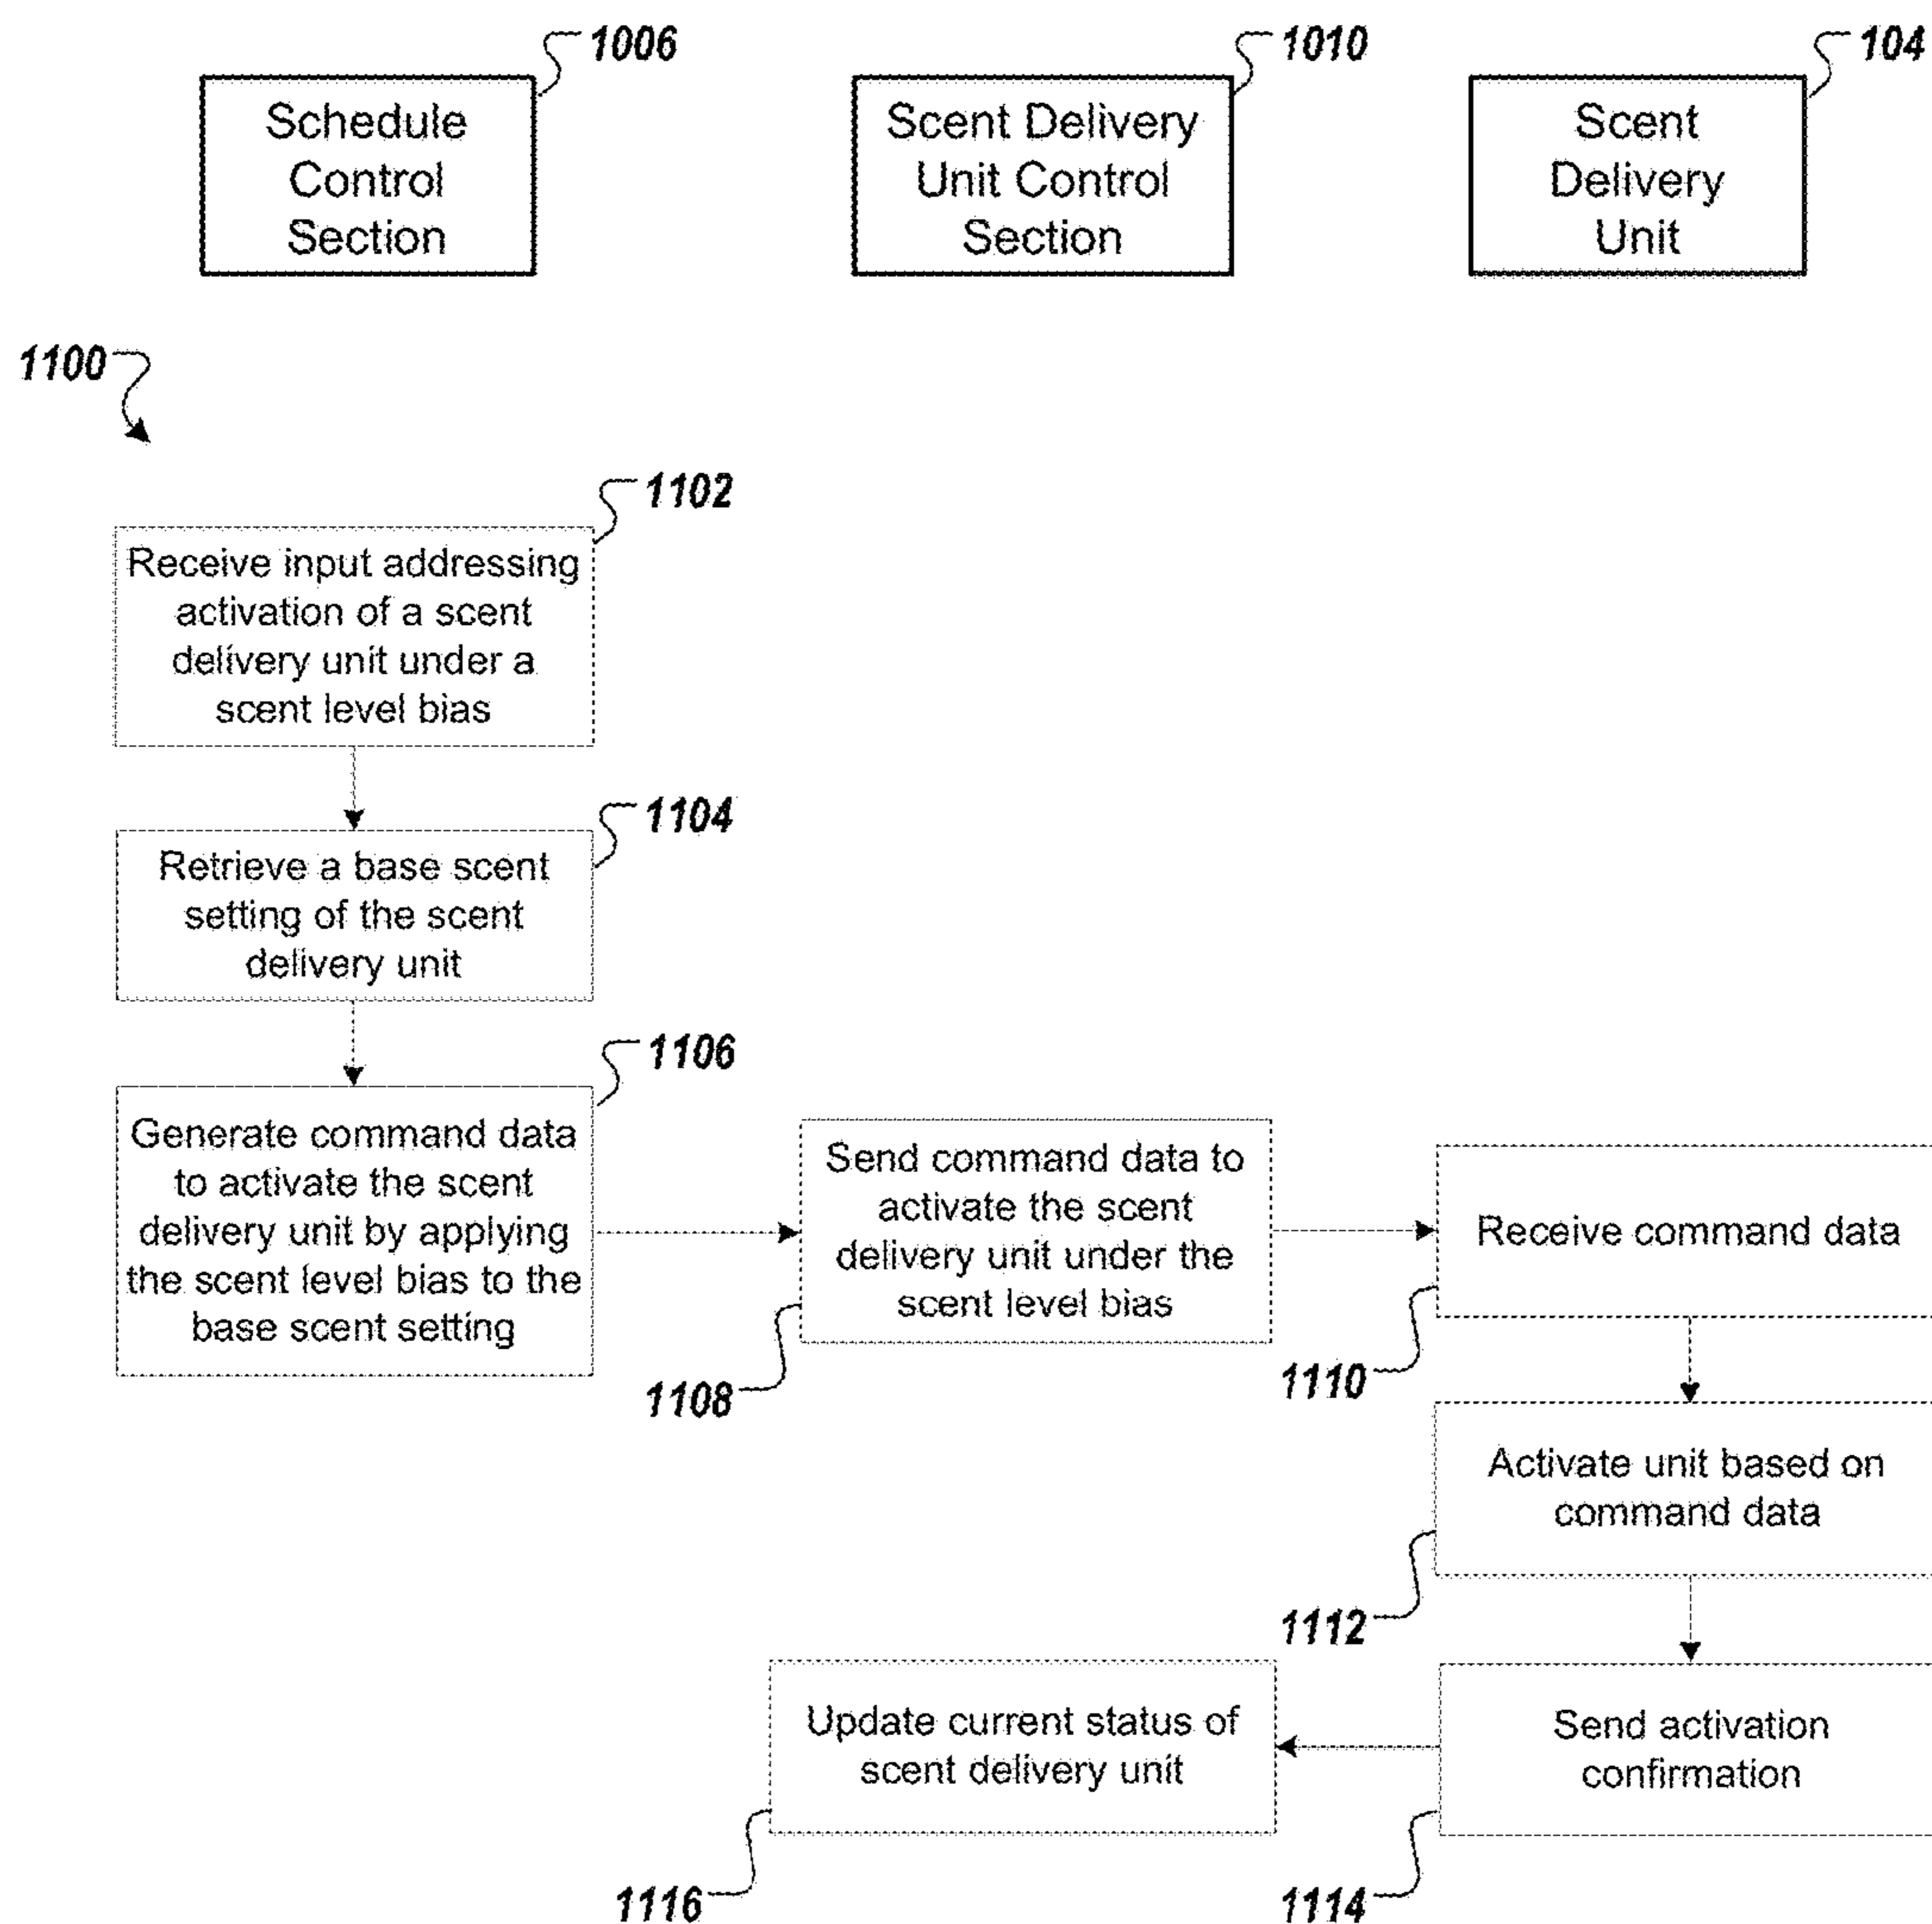 1006
Schedule
Control
Section
1010
Scent Delivery
Unit Control
Section
104
Scent
Delivery
Unit
1100
1102
Receive input addressing
activation of a scent
delivery unit under a
scent level bias
1104
Retrieve a base scent
setting of the scent
delivery unit
1106
Generate command data
to activate the scent
delivery unit by applying
the scent level bias to the
base scent setting
Send command data to
activate the scent
delivery unit under the
scent level bias
1108
Receive command data
1110
Activate unit based on
command data
1112
Send activation
confirmation
1114
Update current status of
scent delivery unit
1116